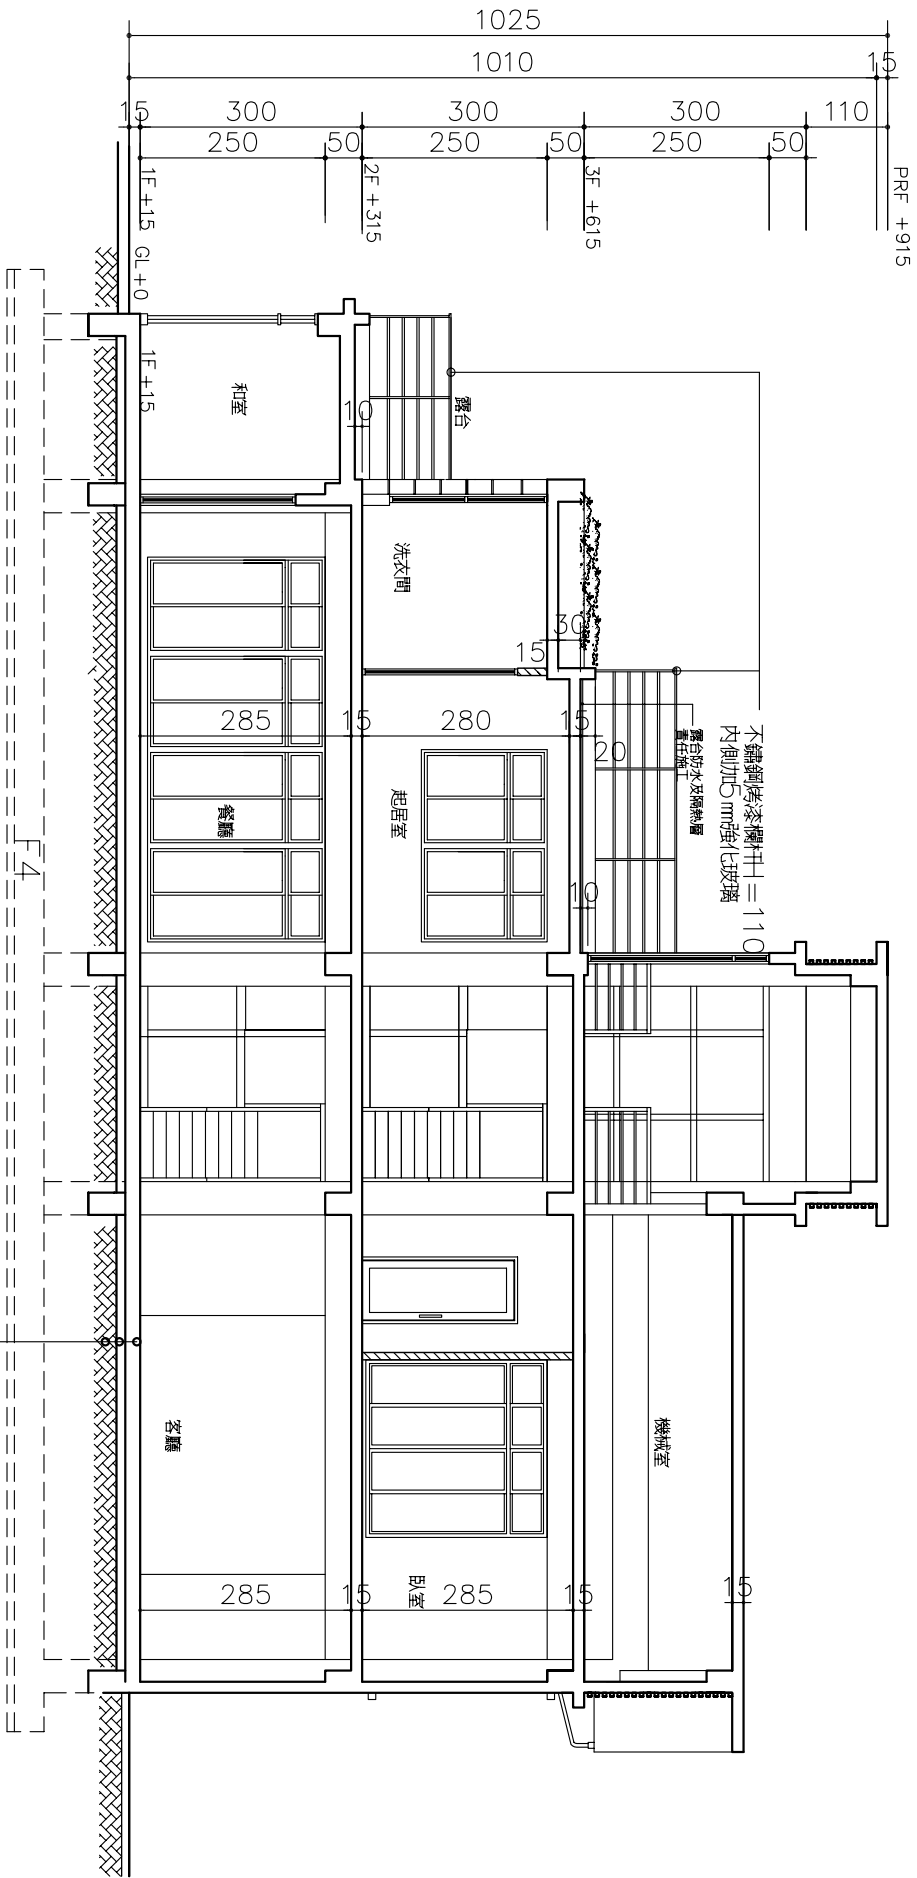 1025
1010
15
15
300
300
300
110
250
50
250
50
250
50
PRF +915
3F +615
2F +315
1F +15
GL+0
1F +15
和室
10
露台
洗衣間
30
15
285
15
280
15
20
露台防水及隔熱層
責任施工
不鏽鋼烤漆欄杆H=110
內側加5mm強化玻璃
餐廳
起居室
10
F4
客廳
機械室
臥室
285
15
285
15
15